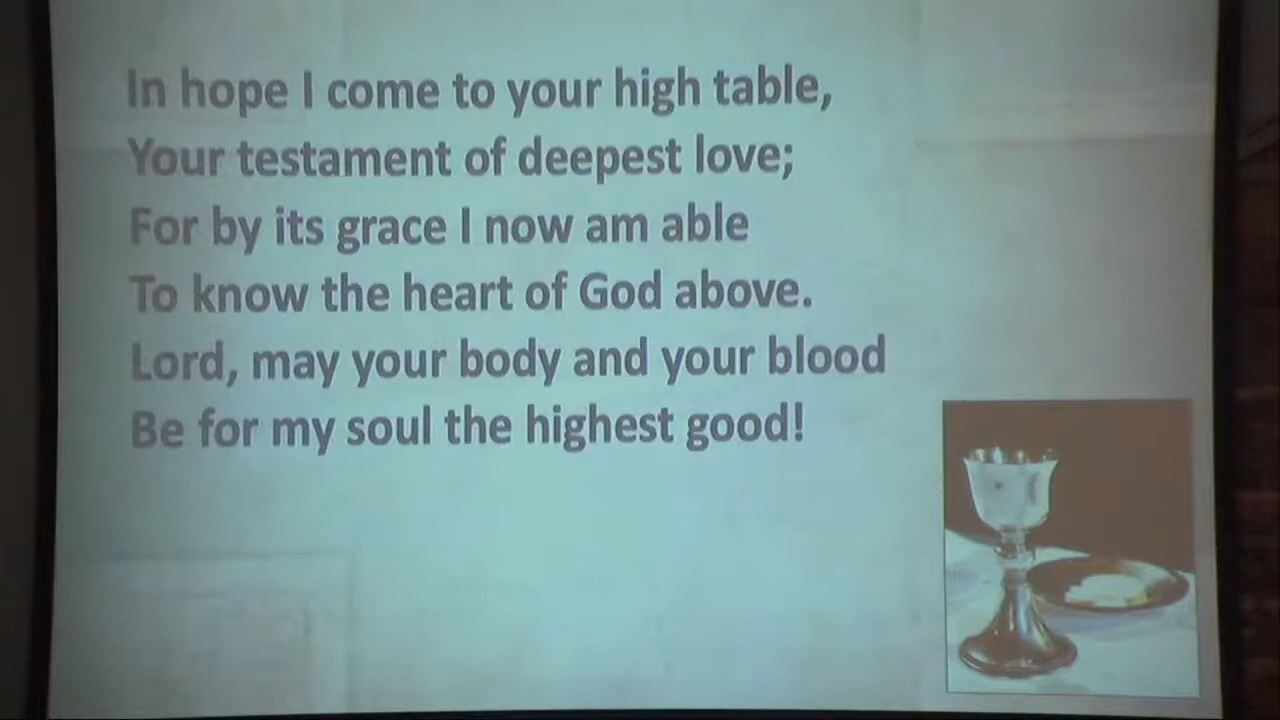 In hope I come to your high table,
Your testament of deepest love;
For by its grace I now am able
To know the heart of God above.
Lord, may your body and your blood
Be for my soul the highest good!